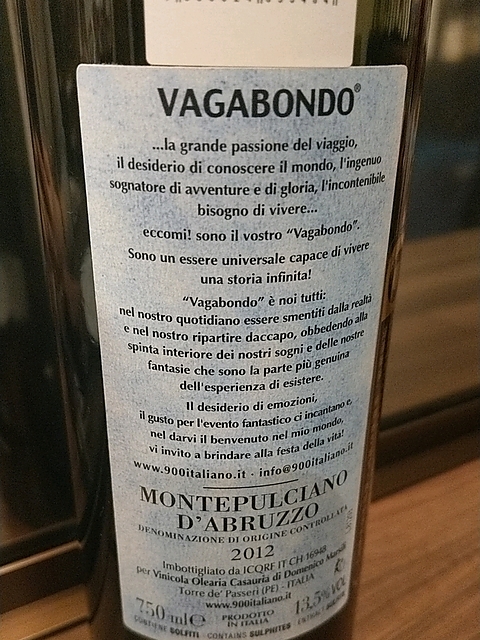 VAGABONDO®
...la grande passione del viaggio,
il desiderio di conoscere il mondo, l'ingenuo
sognatore di avventure e di gloria, l'incontenibile
bisogno di vivere...
eccomi! sono il vostro "Vagabondo".
Sono un essere universale capace di vivere
una storia infinita!
"Vagabondo" è noi tutti:
nel nostro quotidiano essere smentiti dalla realtà
e nel nostro ripartire daccapo, obbedendo alla
spinta interiore dei nostri sogni e delle nostre
fantasie che sono la parte più genuina
dell'esperienza di esistere.
Il desiderio di emozioni,
il gusto per l'evento fantastico ci incantano e,
nel darvi il benvenuto nel mio mondo,
vi invito a brindare alla festa della vita!
www.900italiano.it · info@900italiano.it
MONTEPULCIANO
D'ABRUZZO
DENOMINAZIONE DI ORIGINE CONTROLLATA
2012
Imbottigliato da ICQRF IT CH 16948
per Vinicola Olearia Casauria di Domenico
Torre de' Passeri (PE) - ITALIA
www.900italiano.it
750 ml e PRODOTTO IN ITALIA 13,5% VOL
CONTIENE SOLFITI - CONTAINS SULPHITES -